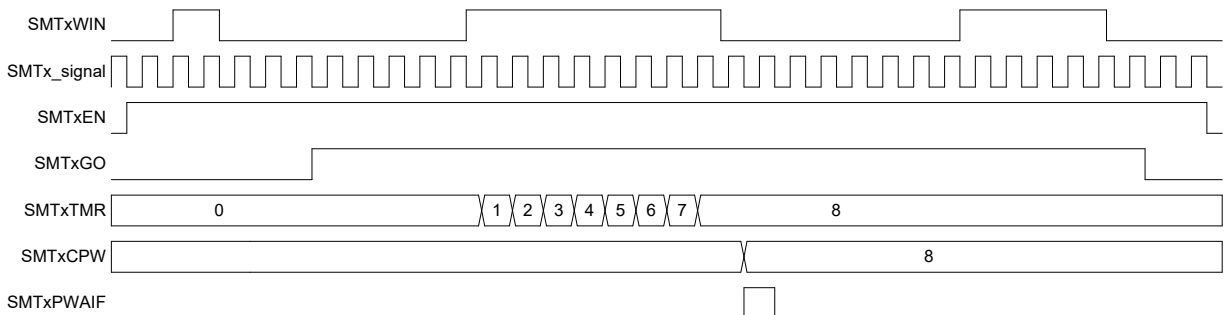 SMTxWIN
SMTx_signal
SMTxEN
SMTxGO
SMTxTMR 0 1 2 3 4 5 6 7 8
SMTxCPW 8
SMTxPWAIF